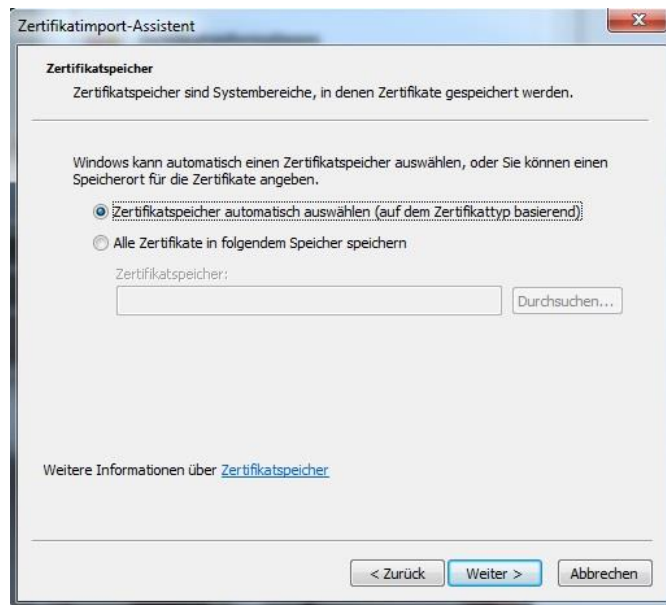 Zertifikatimport-Assistent
Zertifikatspeicher
Zertifikatspeicher sind Systembereiche, in denen Zertifikate gespeichert werden.
Windows kann automatisch einen Zertifikatspeicher auswählen, oder Sie können einen
Speicherort für die Zertifikate angeben.
Zertifikatspeicher automatisch auswählen (auf dem Zertifikattyp basierend)
Alle Zertifikate in folgendem Speicher speichern
Zertifikatspeicher:
Durchsuchen...
Weitere Informationen über Zertifikatspeicher
< Zurück Weiter > Abbrechen